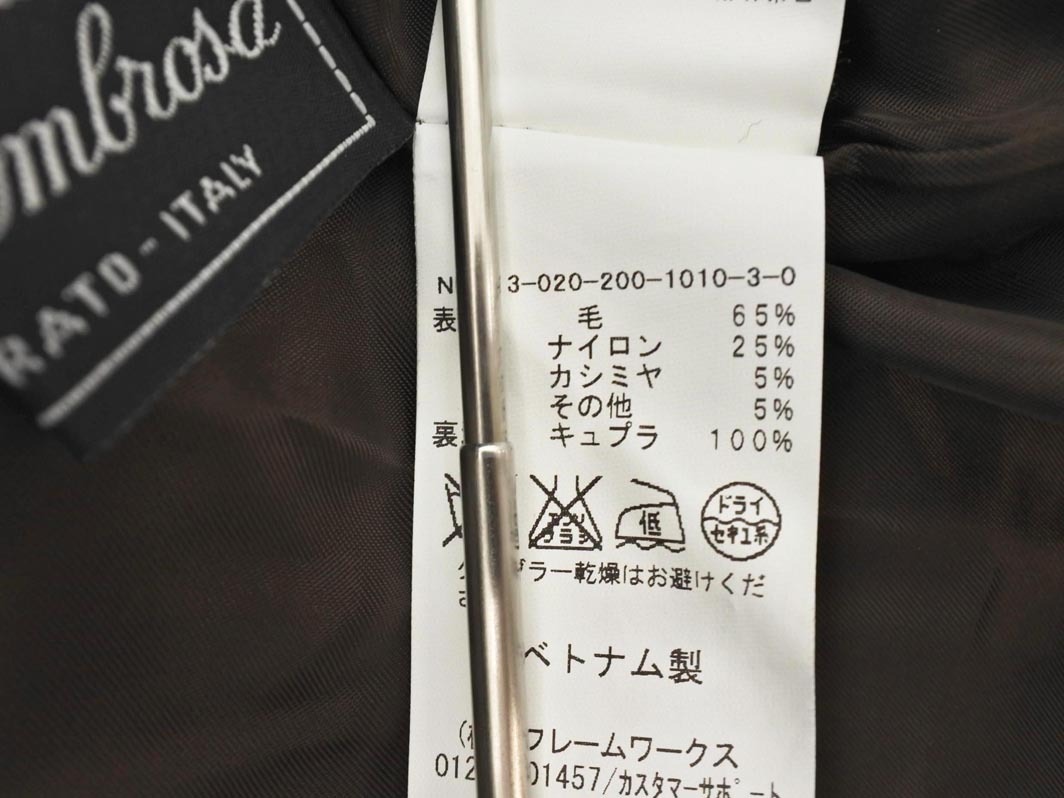 RATO - ITALY
3-020-200-1010-3-0
表 毛 65%
ナイロン 25%
カシミヤ 5%
その他 5%
裏 キュプラ 100%
低
ドライ
セキユ系
ラー乾燥はお避けくだ
ベトナム製
フレームワークス
01457/カスタマーサポート